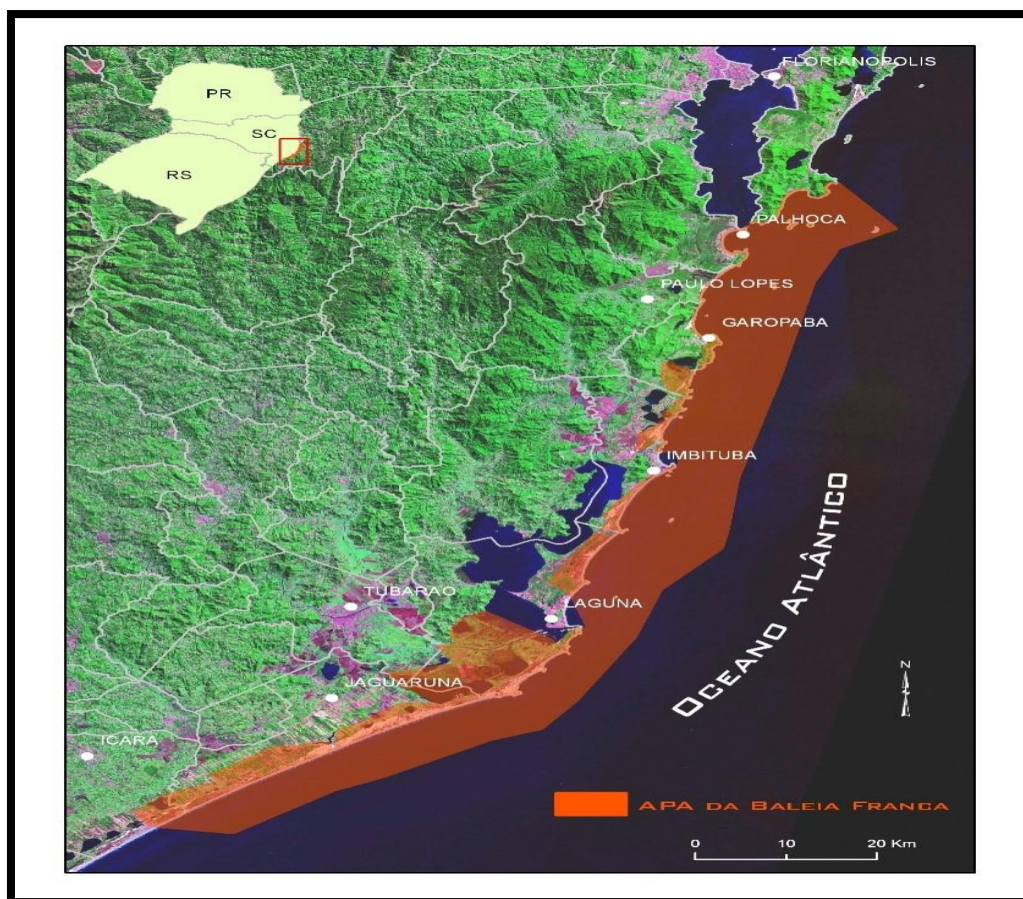 FLORIANOPOLIS
PR
SC
RS
PALHOCA
PAULO LOPES
GAROPABA
IMBITUBA
OCEANO ATLÂNTICO
TUBARAO
LAGUNA
JAGUARUNA
N
ICARA
APA DA BALEIA FRANCA
0 10 20 Km